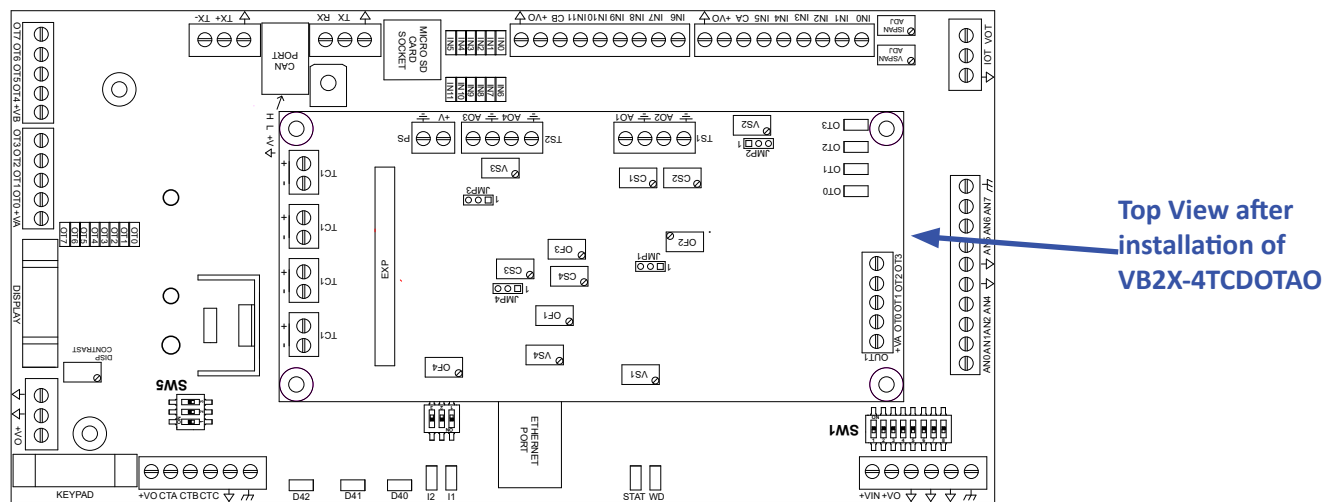 TX- TX+
TX RX
CAN
PORT
MICRO SD
CARD
SOCKET
IN5 IN4 IN3 IN2 IN1 IN0
IN11 IN10 IN9 IN8 IN7 IN6
+VO CB IN11 IN10 IN9 IN8 IN7 IN6
+VO CA IN5 IN4 IN3 IN2 IN1 IN0
ISPAN
ADJ
VSPAN
ADJ
IOT VOT
OT7 OT6 OT5 OT4 +VB
OT3 OT2 OT1 OT0 +VA
H L +V
PS
+V
AO3 AO4 TS2
AO1 AO2 TS1
VS2
1 JMP2
OT3
OT2
OT1
OT0
+ - TC1
+ - TC1
+ - TC1
+ - TC1
EXP
VS3
JMP3 1
CS1 CS2
OF3
OF2
CS3
CS4
JMP1 1
JMP4 1
OF1
VS4
OF4
VS1
+VA OT0 OT1 OT2 OT3
OUT1
AN0 AN1 AN2 AN4 AN5 AN6 AN7
Top View after
installation of
VB2X-4TCDOTAO
OT7 OT6 OT5 OT4 OT3 OT2 OT1 OT0
DISPLAY
DISP
CONTRAST
SW5
+VO
ETHERNET
PORT
SW1
KEYPAD
+VO CTA CTB CTC
D42 D41 D40 I2 I1
STAT WD
+VIN +VO